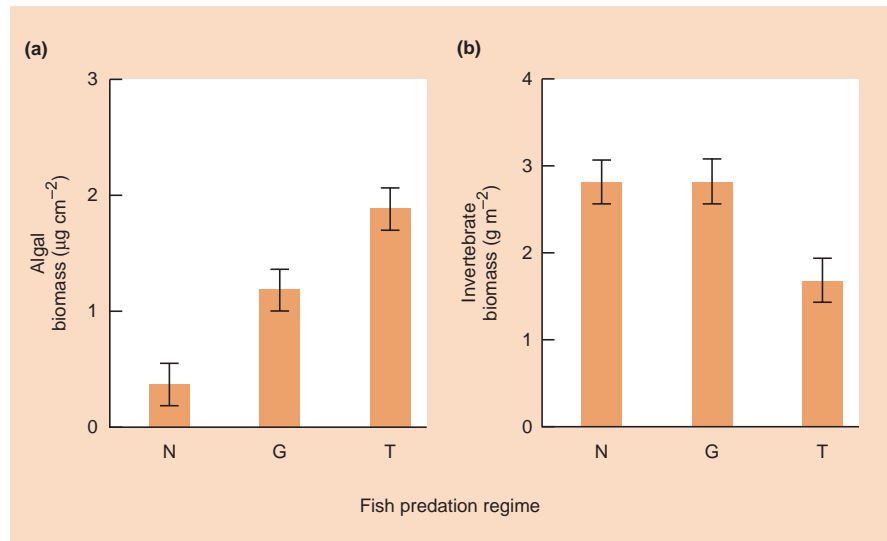 (a)
3
2
1
0
Algal
biomass (µg cm⁻²)
N G T
(b)
4
3
2
1
0
Invertebrate
biomass (g m⁻²)
N G T
Fish predation regime